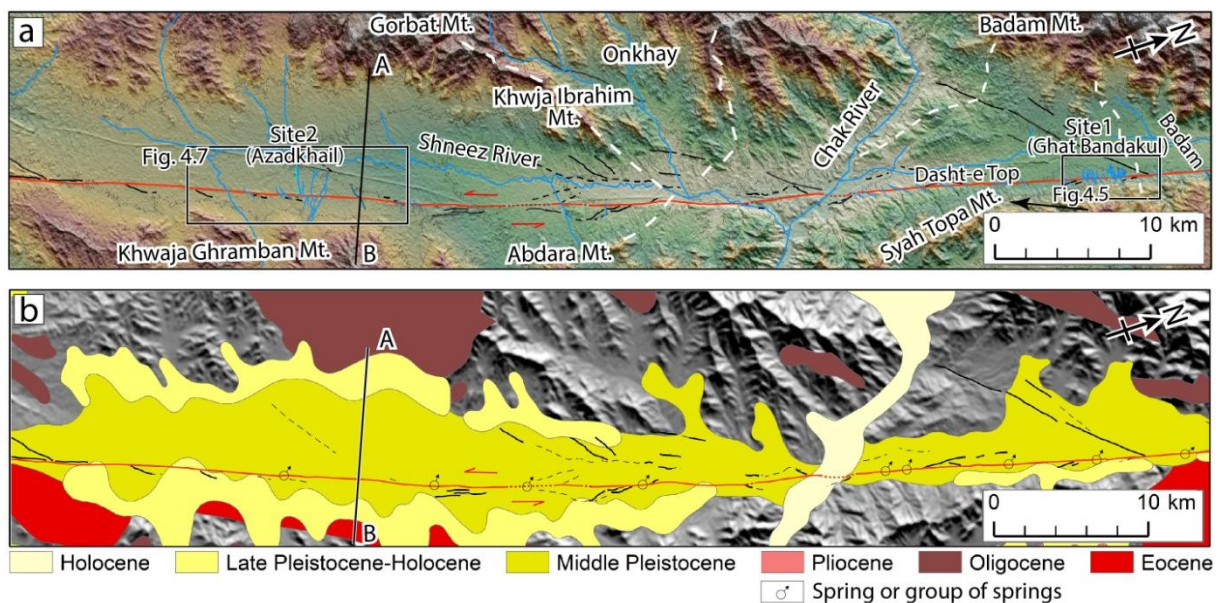 a
Gorbat Mt.
Badam Mt.
N
A
Onkhay
Khwja Ibrahim
Mt.
Chak River
Site2
(Azadkhail)
Fig. 4.7
Shneez River
Site1
(Ghat Bandakul)
Badam
Dasht-e Top
Fig.4.5
Syah Topa Mt.
Khwaja Ghramban Mt.
B
Abdara Mt.
0 10 km
b
N
A
B
0 10 km
Holocene Late Pleistocene-Holocene Middle Pleistocene Pliocene Oligocene Eocene
Spring or group of springs